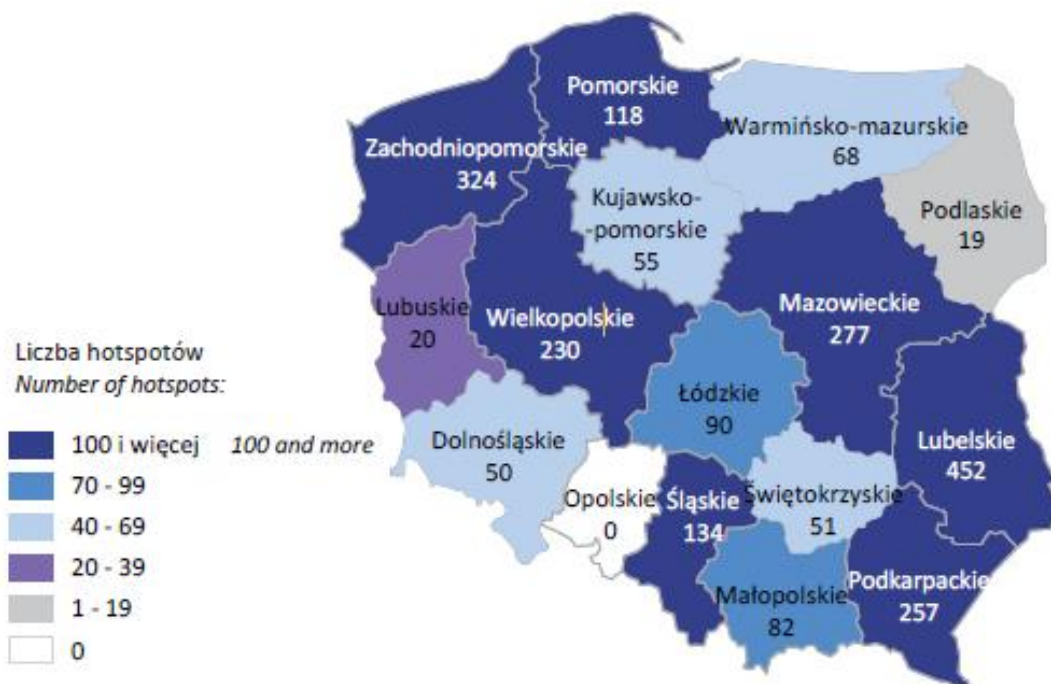 Pomorskie
118
Zachodniopomorskie
324
Warmińsko-mazurskie
68
Kujawsko-
-pomorskie
55
Podlaskie
19
Lubuskie
20
Wielkopolskie
230
Mazowieckie
277
Łódzkie
90
Dolnośląskie
50
Opolskie
0
Śląskie
134
Świętokrzyskie
51
Lubelskie
452
Małopolskie
82
Podkarpackie
257
Liczba hotspotów
Number of hotspots:
100 i więcej 100 and more
70 - 99
40 - 69
20 - 39
1 - 19
0